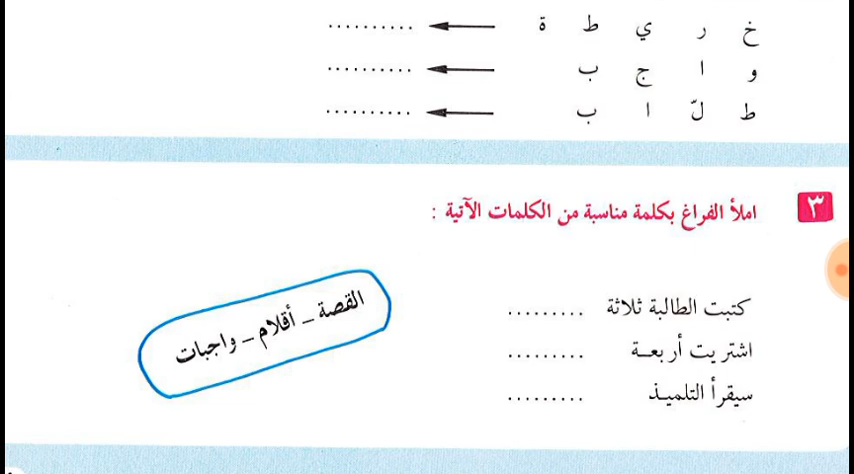 خ ر ي ط ة ..........
و ا ج ب ..........
ط لّ ا ب ..........
٣ املأ الفراغ بكلمة مناسبة من الكلمات الآتية :
كتبت الطالبة ثلاثة .........
اشتريت أربعة .........
سيقرأ التلميذ .........
القصة - أقلام - واجبات